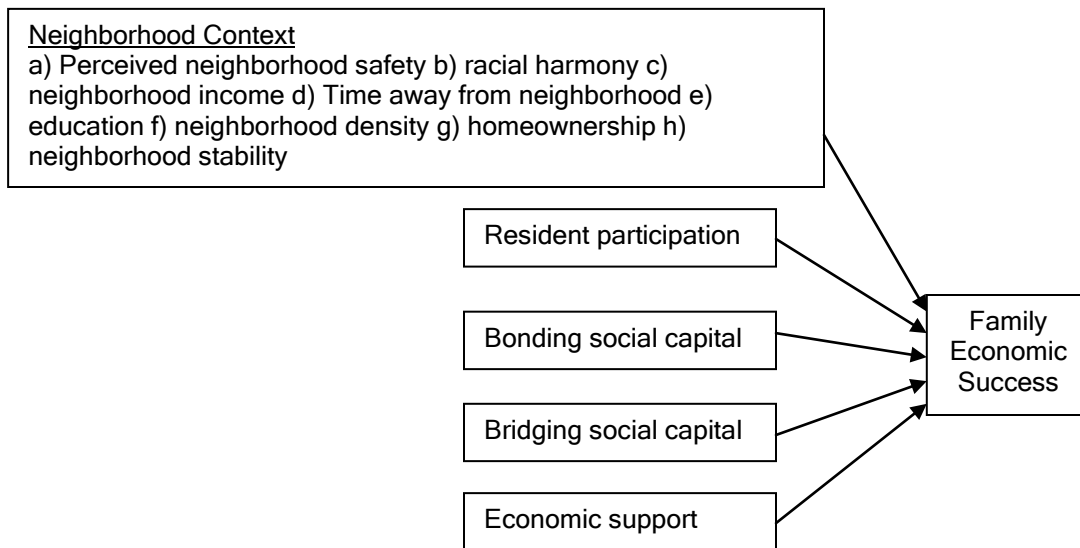 Neighborhood Context
a) Perceived neighborhood safety b) racial harmony c)
neighborhood income d) Time away from neighborhood e)
education f) neighborhood density g) homeownership h)
neighborhood stability
Resident participation
Bonding social capital
Bridging social capital
Economic support
Family
Economic
Success